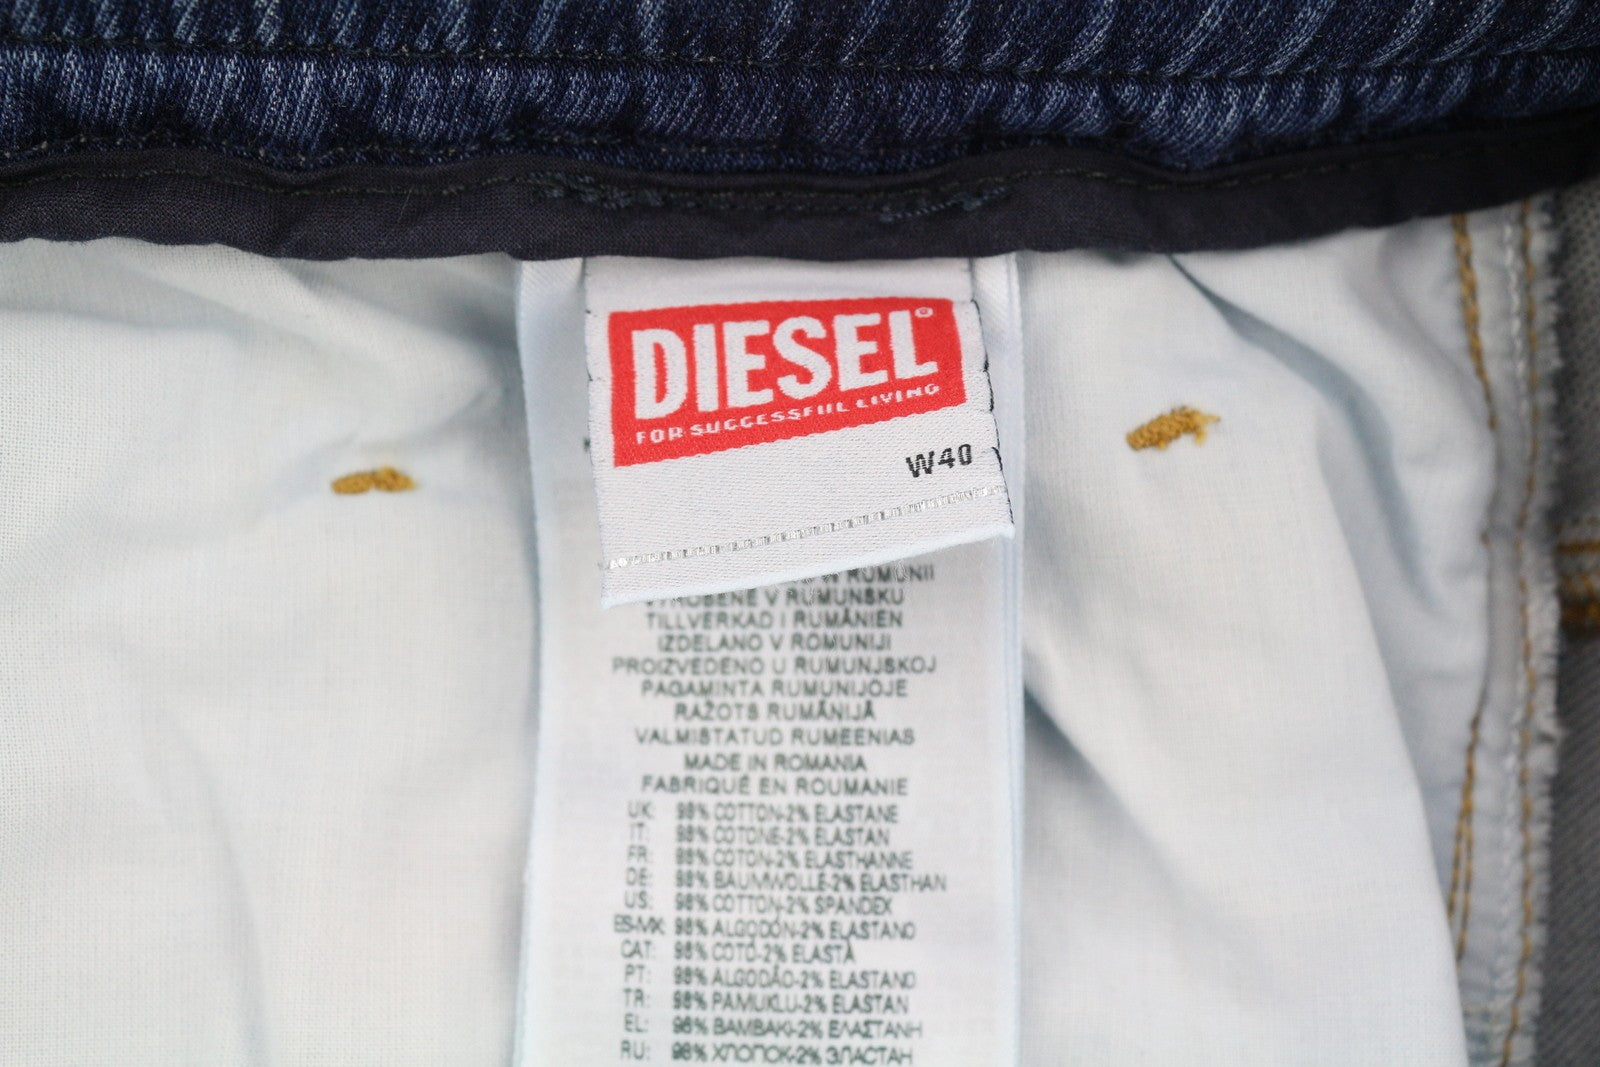 DIESEL®
FOR SUCCESSFUL LIVING
W40
W RUMUNII
VYROBENE V RUMUNSKU
TILLVERKAD I RUMÄNIEN
IZDELANO V ROMUNIJI
PROIZVEDENO U RUMUNJSKOJ
PAGAMINTA RUMUNIJOJE
RAŽOTS RUMĀNIJĀ
VALMISTATUD RUMEENIAS
MADE IN ROMANIA
FABRIQUÉ EN ROUMANIE
UK: 98% COTTON-2% ELASTANE
IT: 98% COTONE-2% ELASTAN
FR: 98% COTON-2% ELASTHANNE
DE: 98% BAUMWOLLE-2% ELASTHAN
US: 98% COTTON-2% SPANDEX
ES-MX: 98% ALGODÓN-2% ELASTANO
CAT: 98% COTÓ-2% ELASTÀ
PT: 98% ALGODÃO-2% ELASTANO
TR: 98% PAMUKLU-2% ELASTAN
EL: 98% ΒΑΜΒΑΚΙ-2% ΕΛΑΣΤΑΝΗ
RU: 98% ХЛОПОК-2% ЭЛАСТАН